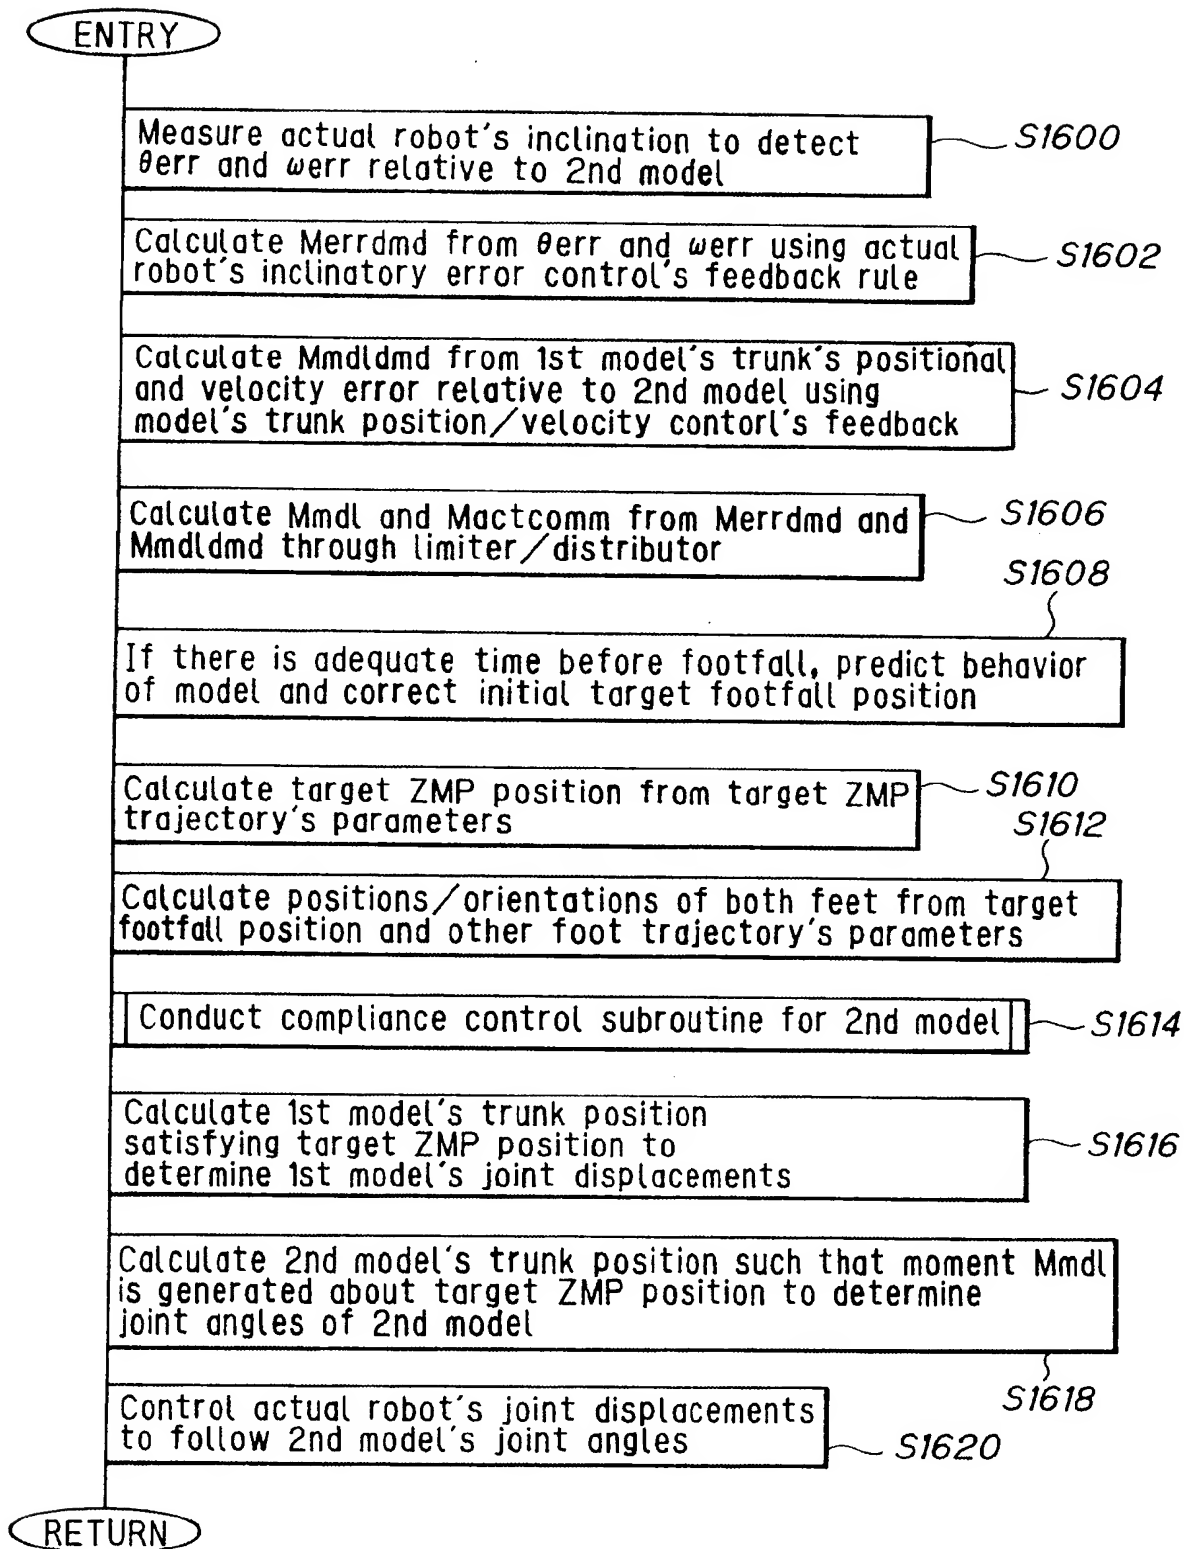 ENTRY
Measure actual robot's inclination to detect
θerr and ωerr relative to 2nd model
S1600
Calculate Merrdmd from θerr and ωerr using actual
robot's inclinatory error control's feedback rule
S1602
Calculate Mmdldmd from 1st model's trunk's positional
and velocity error relative to 2nd model using
model's trunk position/velocity contorl's feedback
S1604
Calculate Mmdl and Mactcomm from Merrdmd and
Mmdldmd through limiter/distributor
S1606
S1608
If there is adequate time before footfall, predict behavior
of model and correct initial target footfall position
Calculate target ZMP position from target ZMP
trajectory's parameters
S1610
S1612
Calculate positions/orientations of both feet from target
footfall position and other foot trajectory's parameters
Conduct compliance control subroutine for 2nd model
S1614
Calculate 1st model's trunk position
satisfying target ZMP position to
determine 1st model's joint displacements
S1616
Calculate 2nd model's trunk position such that moment Mmdl
is generated about target ZMP position to determine
joint angles of 2nd model
S1618
Control actual robot's joint displacements
to follow 2nd model's joint angles
S1620
RETURN